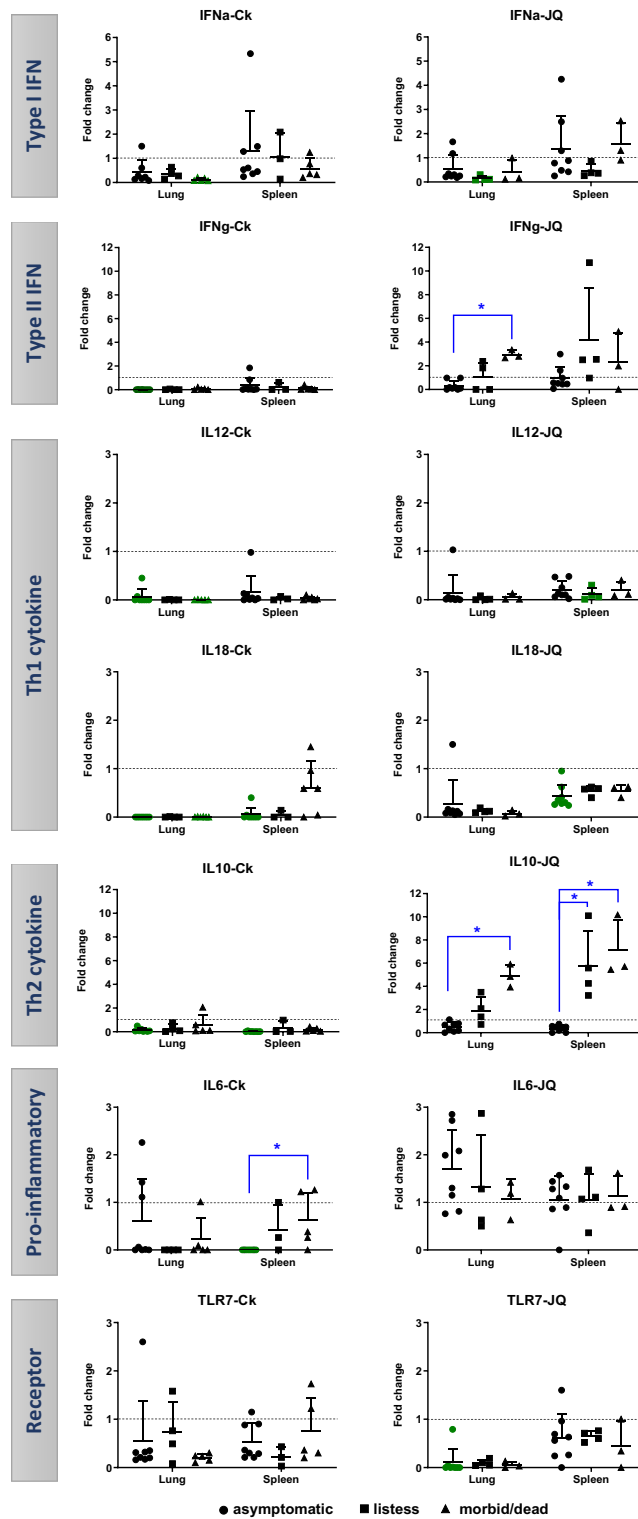 Type I IFN
IFNa-Ck
Fold change
6
5
4
3
2
1
0
Lung
Spleen
IFNa-JQ
Fold change
6
5
4
3
2
1
0
Lung
Spleen
Type II IFN
IFNg-Ck
Fold change
12
10
8
6
4
2
0
Lung
Spleen
IFNg-JQ
Fold change
12
10
8
6
4
2
0
*
Lung
Spleen
Th1 cytokine
IL12-Ck
Fold change
3
2
1
0
Lung
Spleen
IL12-JQ
Fold change
3
2
1
0
Lung
Spleen
IL18-Ck
Fold change
3
2
1
0
Lung
Spleen
IL18-JQ
Fold change
3
2
1
0
Lung
Spleen
Th2 cytokine
IL10-Ck
Fold change
12
10
8
6
4
2
0
Lung
Spleen
IL10-JQ
Fold change
12
10
8
6
4
2
0
*
*
*
Lung
Spleen
Pro-inflammatory
IL6-Ck
Fold change
3
2
1
0
*
Lung
Spleen
IL6-JQ
Fold change
3
2
1
0
Lung
Spleen
Receptor
TLR7-Ck
Fold change
3
2
1
0
Lung
Spleen
TLR7-JQ
Fold change
3
2
1
0
Lung
Spleen
● asymptomatic ■ listess ▲ morbid/dead